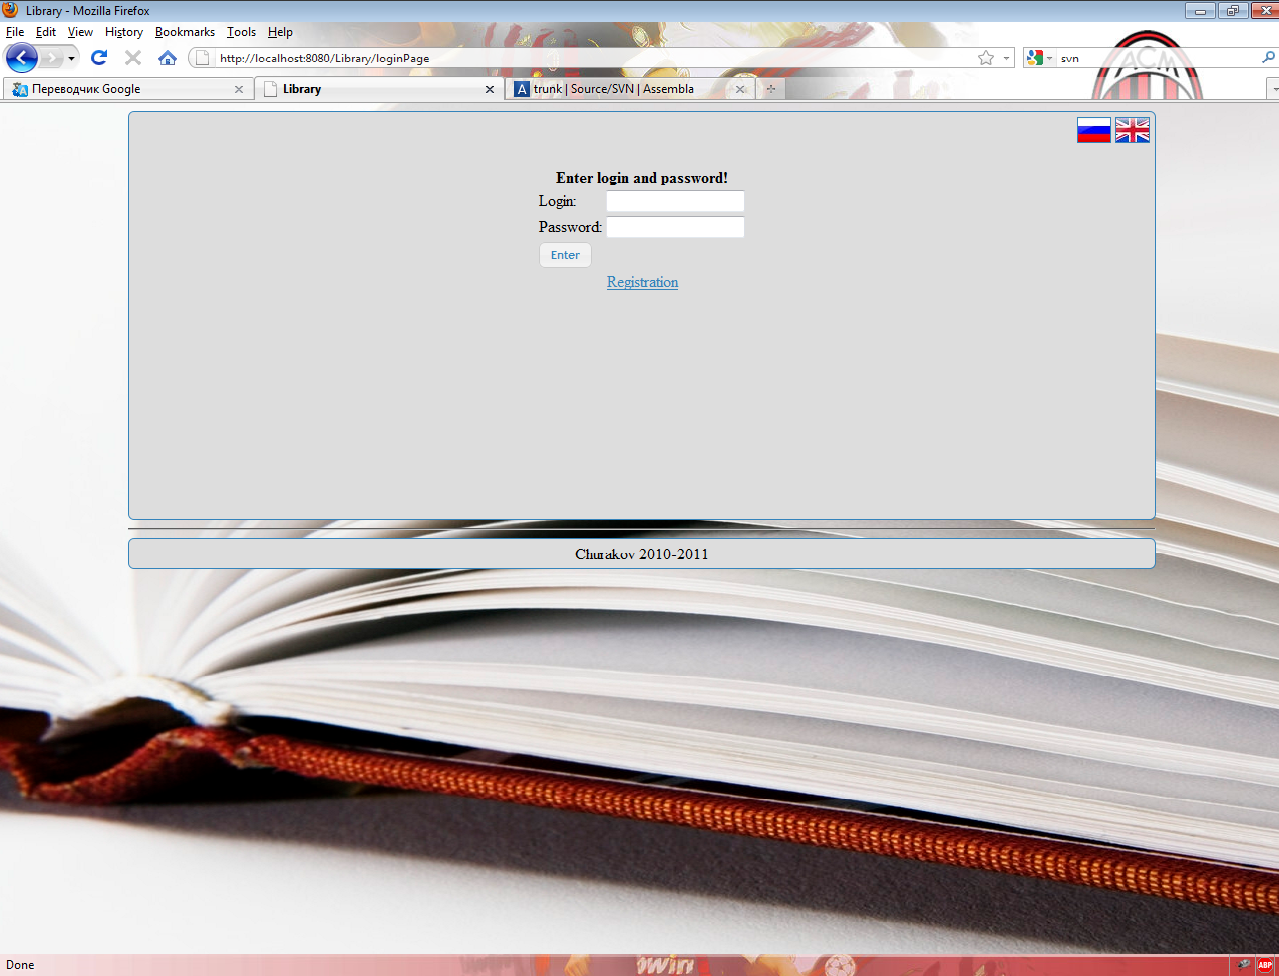 Library - Mozilla Firefox
File Edit View History Bookmarks Tools Help
http://localhost:8080/Library/loginPage
svn
ACM
Переводчик Google
Library
trunk | Source/SVN | Assembla
Enter login and password!
Login:
Password:
Enter
Registration
Churakov 2010-2011
Done
bwin
ABP